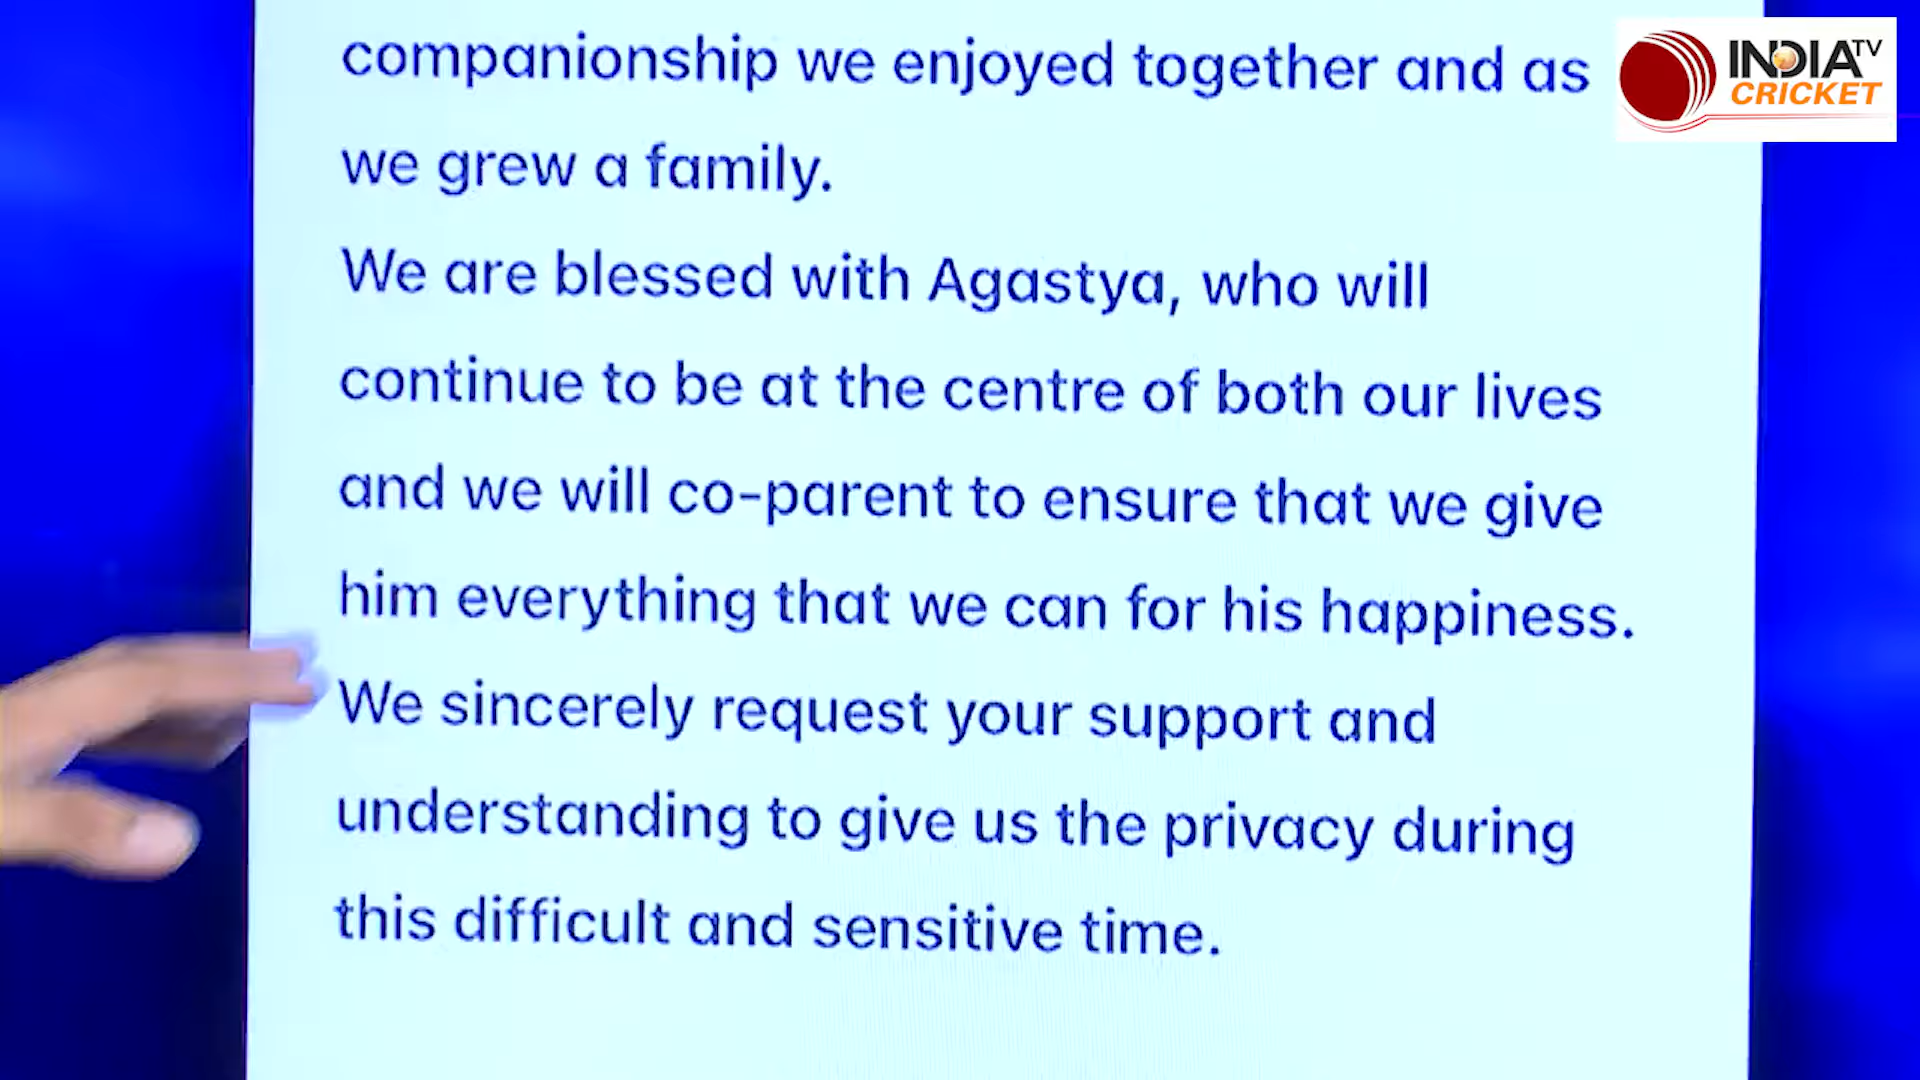 companionship we enjoyed together and as
we grew a family.
We are blessed with Agastya, who will
continue to be at the centre of both our lives
and we will co-parent to ensure that we give
him everything that we can for his happiness.
We sincerely request your support and
understanding to give us the privacy during
this difficult and sensitive time.
INDIA TV
CRICKET